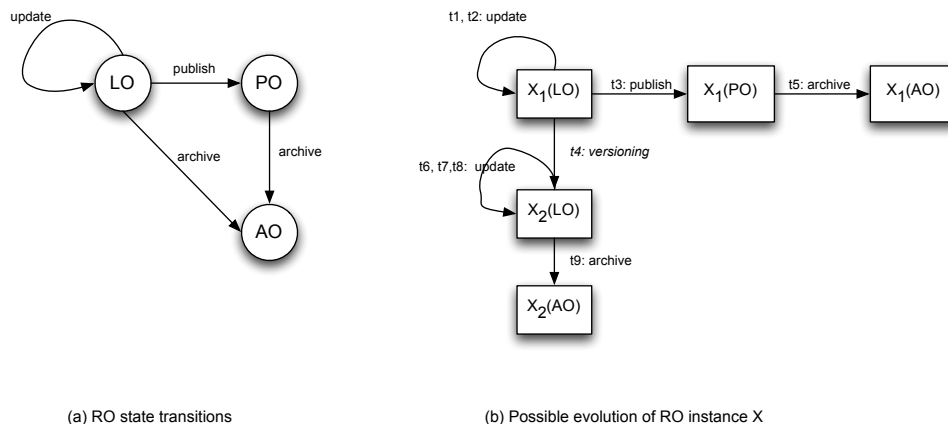 update
LO
publish
PO
archive
archive
AO
(a) RO state transitions
t1, t2: update
X1(LO)
t3: publish
X1(PO)
t5: archive
X1(AO)
t4: versioning
t6, t7,t8: update
X2(LO)
t9: archive
X2(AO)
(b) Possible evolution of RO instance X